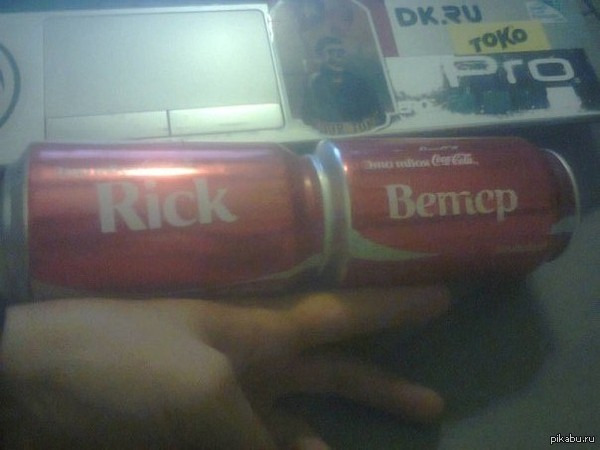 DK.RU
TOKO
Pro
Rick
Это твоя Coca-Cola,
Ветер
pikabu.ru